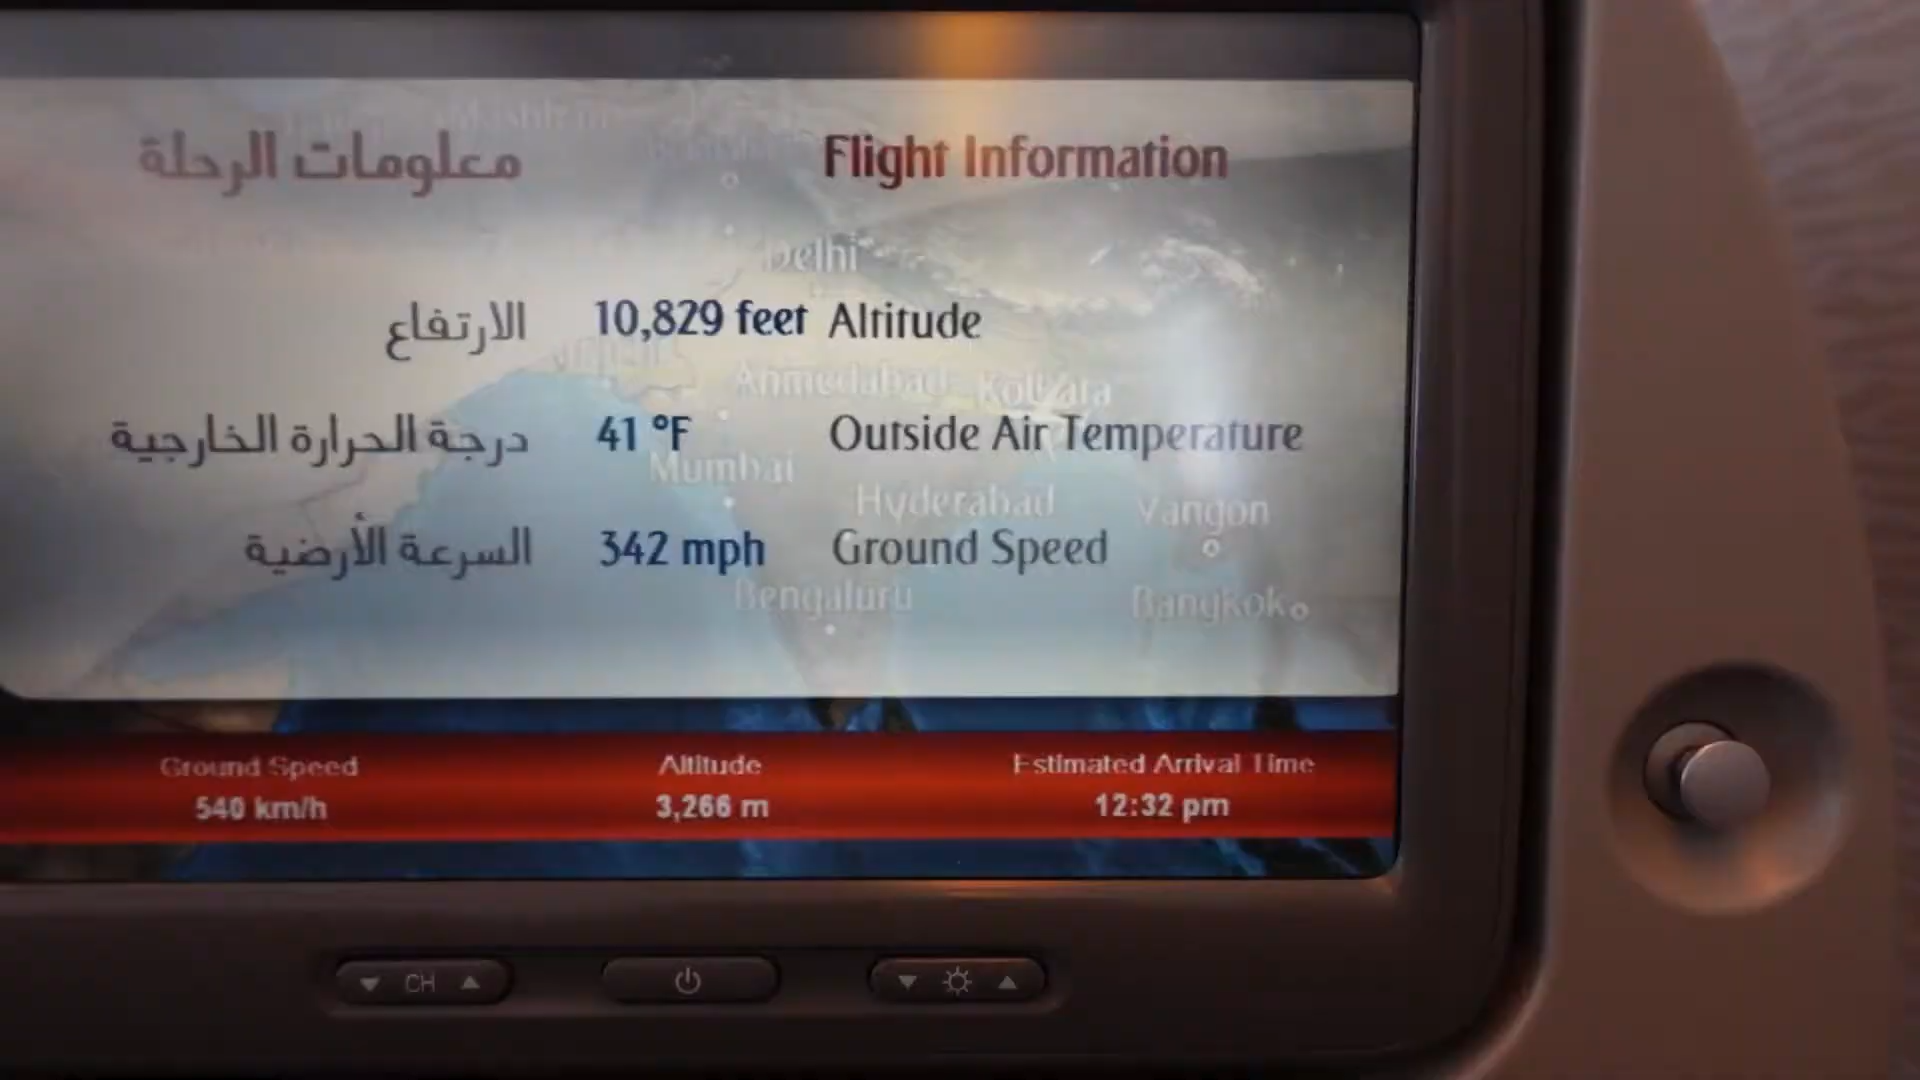 معلومات الرحلة Flight Information
Delhi
الارتفاع 10,829 feet Altitude
Ahmedabad Kolkata
درجة الحرارة الخارجية 41 °F Outside Air Temperature
Mumbai
Hyderabad Yangon
السرعة الأرضية 342 mph Ground Speed
Bengaluru Bangkok
Ground Speed Altitude Estimated Arrival Time
540 km/h 3,266 m 12:32 pm
CH